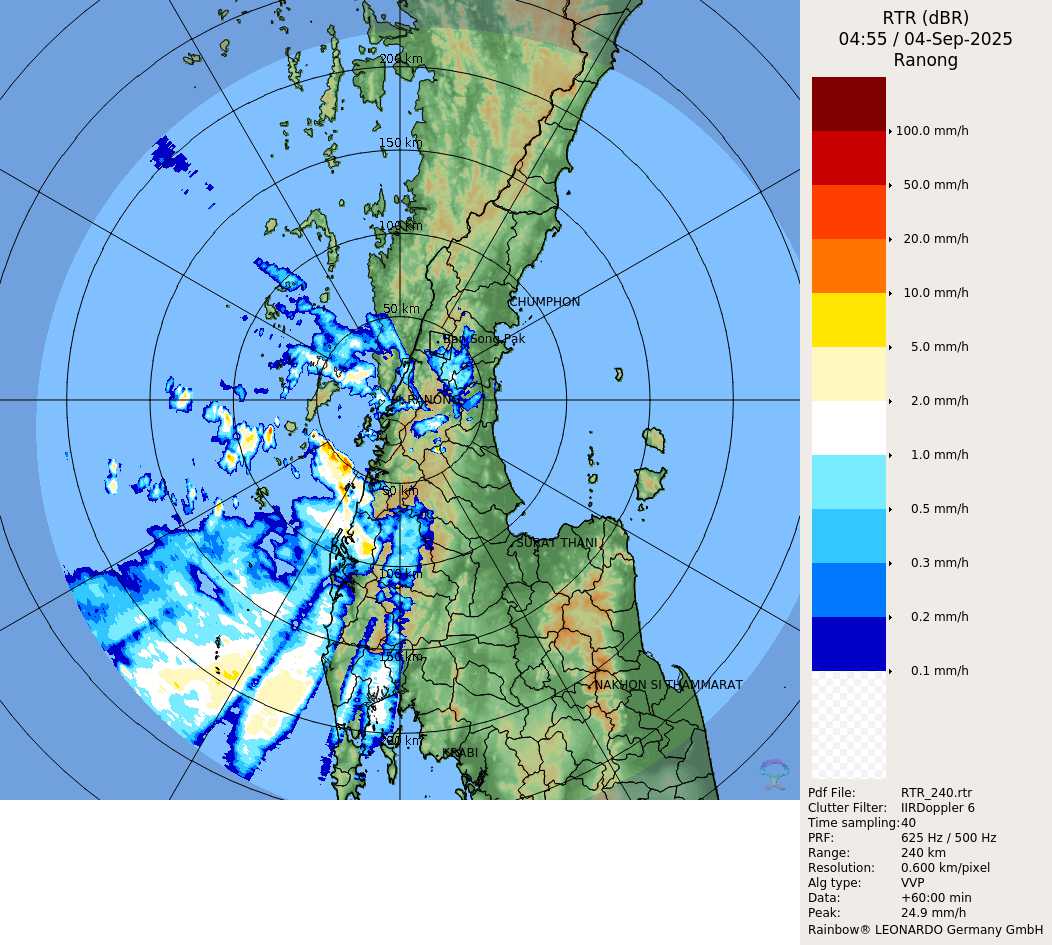 RTR (dBR)
04:55 / 04-Sep-2025
Ranong
100.0 mm/h
50.0 mm/h
20.0 mm/h
10.0 mm/h
5.0 mm/h
2.0 mm/h
1.0 mm/h
0.5 mm/h
0.3 mm/h
0.2 mm/h
0.1 mm/h
200 km
150 km
100 km
50 km
CHUMPHON
Ban Song Pak
RANONG
50 km
SURAT THANI
100 km
150 km
NAKHON SI THAMMARAT
200 km
KRABI
Pdf File: RTR_240.rtr
Clutter Filter: IIRDoppler 6
Time sampling:40
PRF: 625 Hz / 500 Hz
Range: 240 km
Resolution: 0.600 km/pixel
Alg type: VVP
Data: +60:00 min
Peak: 24.9 mm/h
Rainbow® LEONARDO Germany GmbH